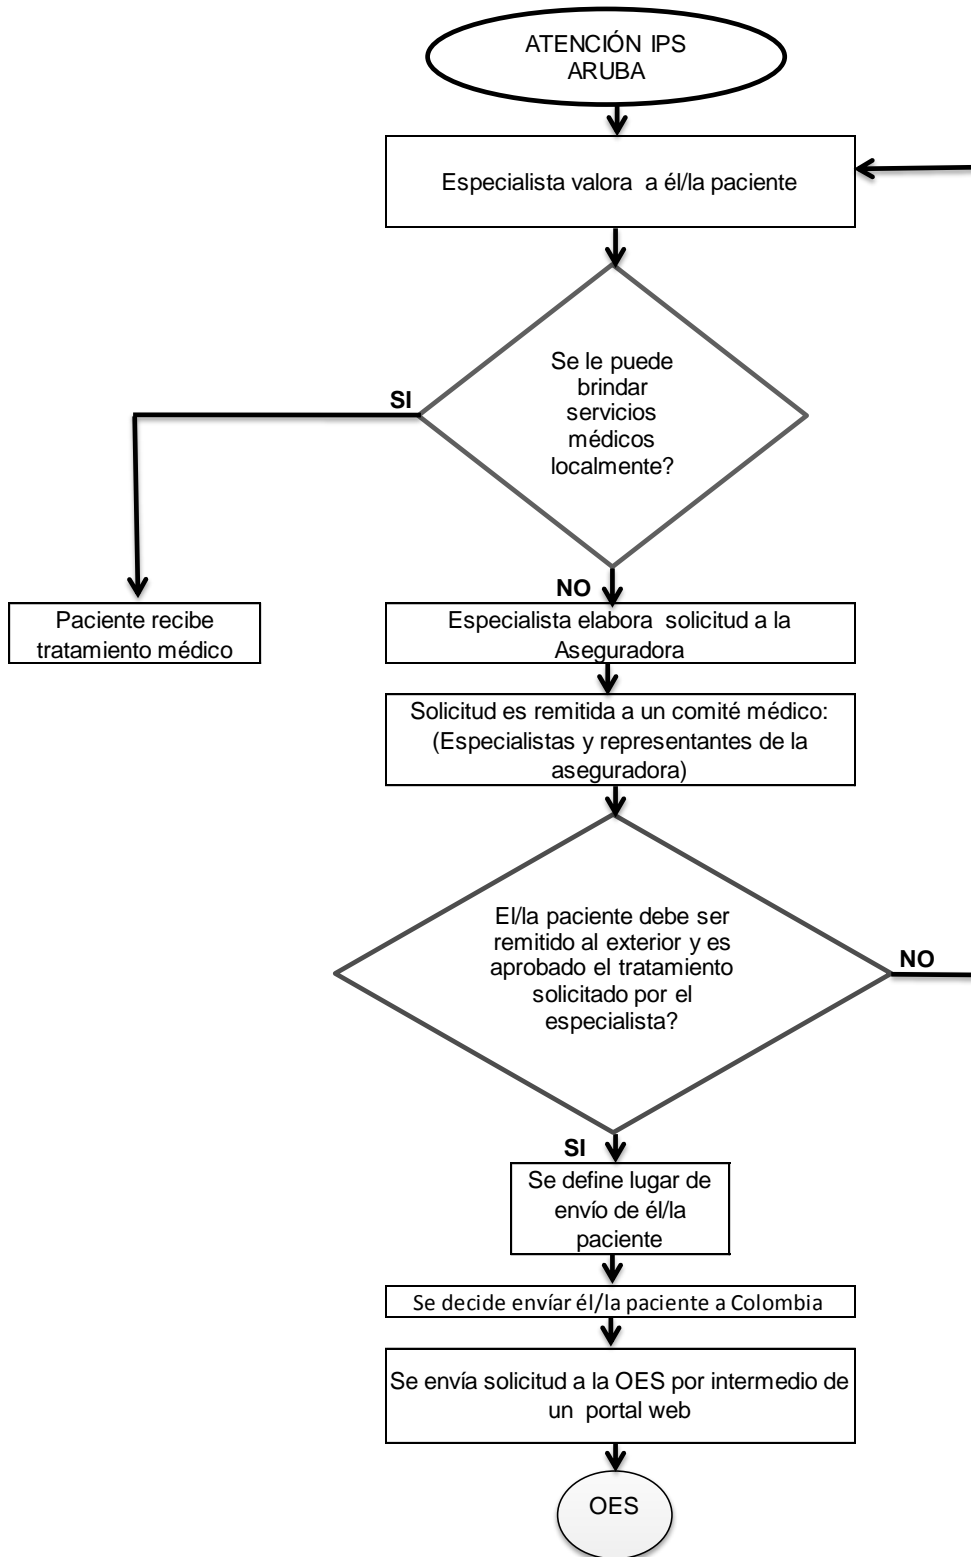 ATENCIÓN IPS
ARUBA
Especialista valora  a él/la paciente
Se le puede
brindar
servicios
médicos
localmente?
SI
NO
Paciente recibe
tratamiento médico
Especialista elabora  solicitud a la
Aseguradora
Solicitud es remitida a un comité médico:
(Especialistas y representantes de la
aseguradora)
El/la paciente debe ser
remitido al exterior y es
aprobado el tratamiento
solicitado por el
especialista?
NO
SI
Se define lugar de
envío de él/la
paciente
Se decide envíar él/la paciente a Colombia
Se envía solicitud a la OES por intermedio de
un  portal web
OES